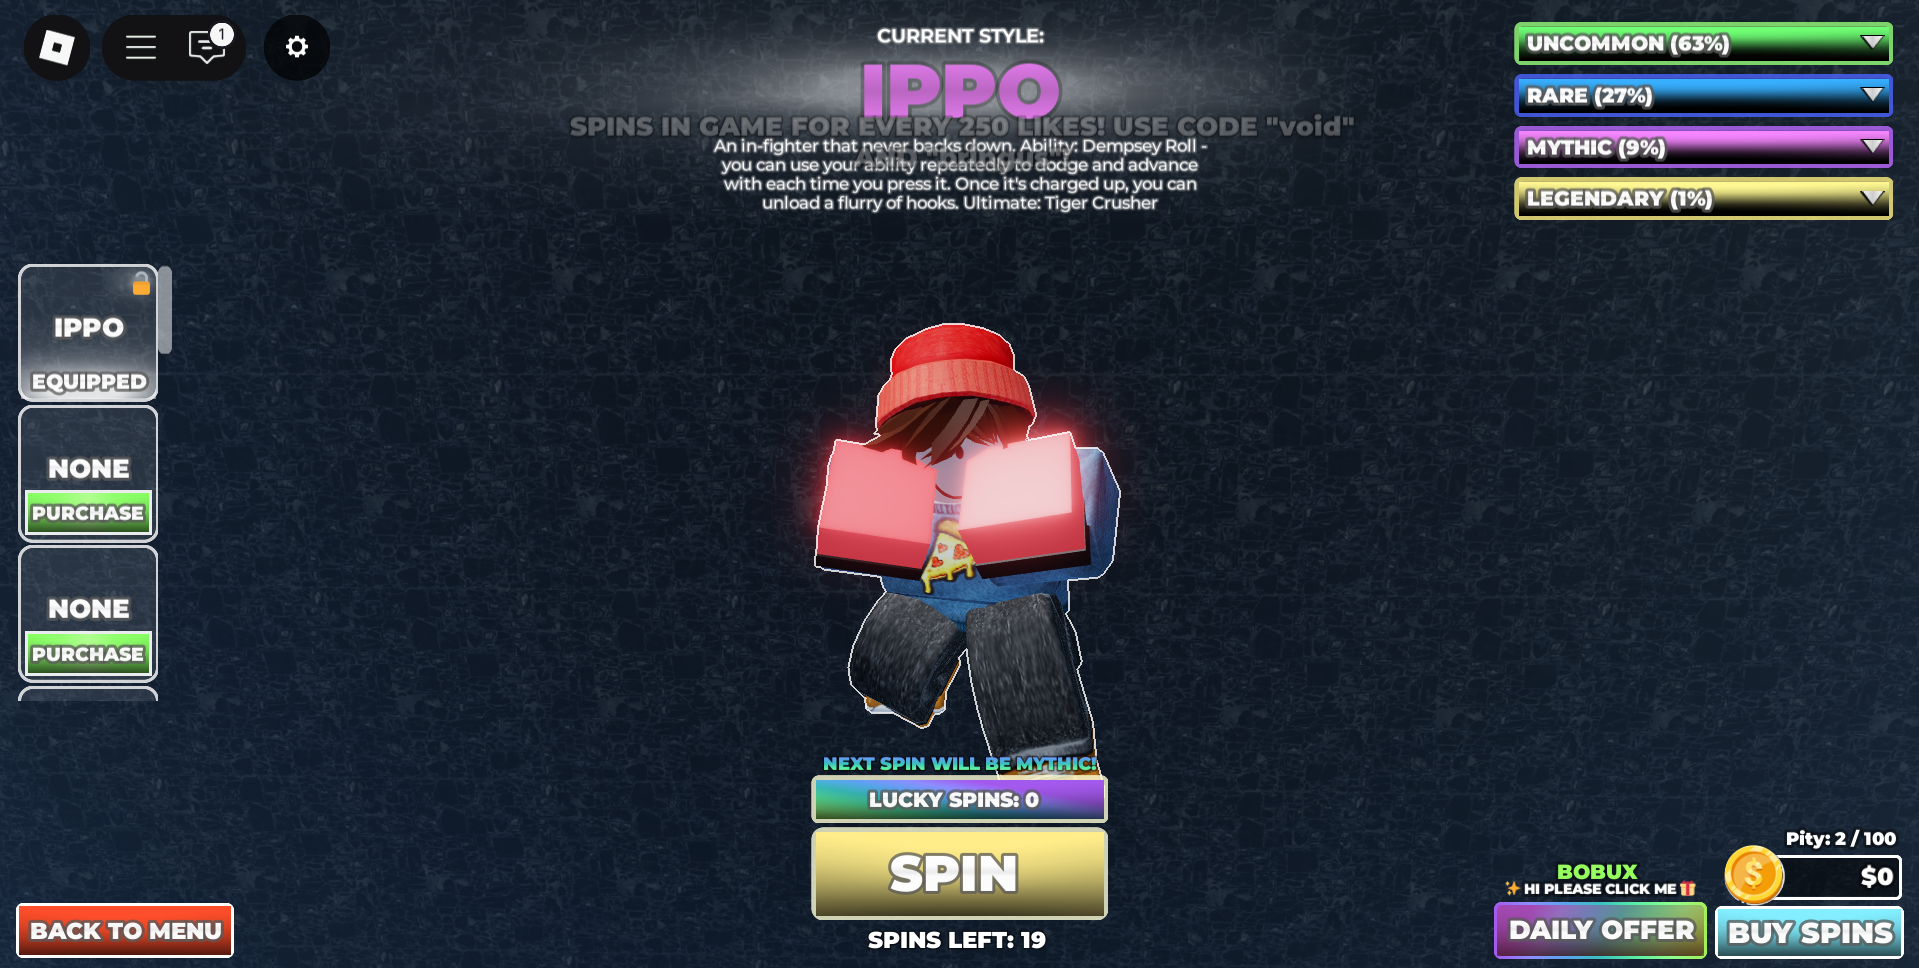 1
CURRENT STYLE:
IPPO
SPINS IN GAME FOR EVERY 250 LIKES! USE CODE "void"
An in-fighter that never backs down. Ability: Dempsey Roll -
you can use your ability repeatedly to dodge and advance
with each time you press it. Once it's charged up, you can
unload a flurry of hooks. Ultimate: Tiger Crusher
UNCOMMON (63%)
RARE (27%)
MYTHIC (9%)
LEGENDARY (1%)
IPPO
EQUIPPED
NONE
PURCHASE
NONE
PURCHASE
NEXT SPIN WILL BE MYTHIC!
LUCKY SPINS: 0
SPIN
SPINS LEFT: 19
BACK TO MENU
Pity: 2 / 100
$0
BOBUX
✨HI PLEASE CLICK ME🎁
DAILY OFFER
BUY SPINS